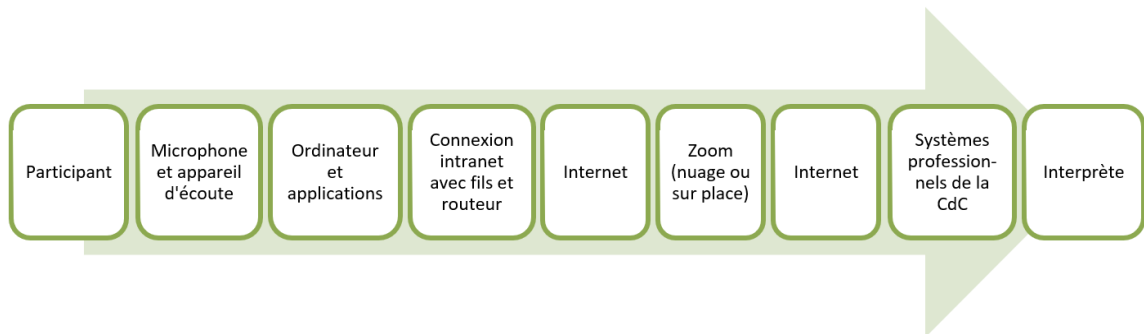 Participant
Microphone
et appareil
d'écoute
Ordinateur
et
applications
Connexion
intranet
avec fils et
routeur
Internet
Zoom
(nuage ou
sur place)
Internet
Systèmes
profession-
nels de la
CdC
Interprète